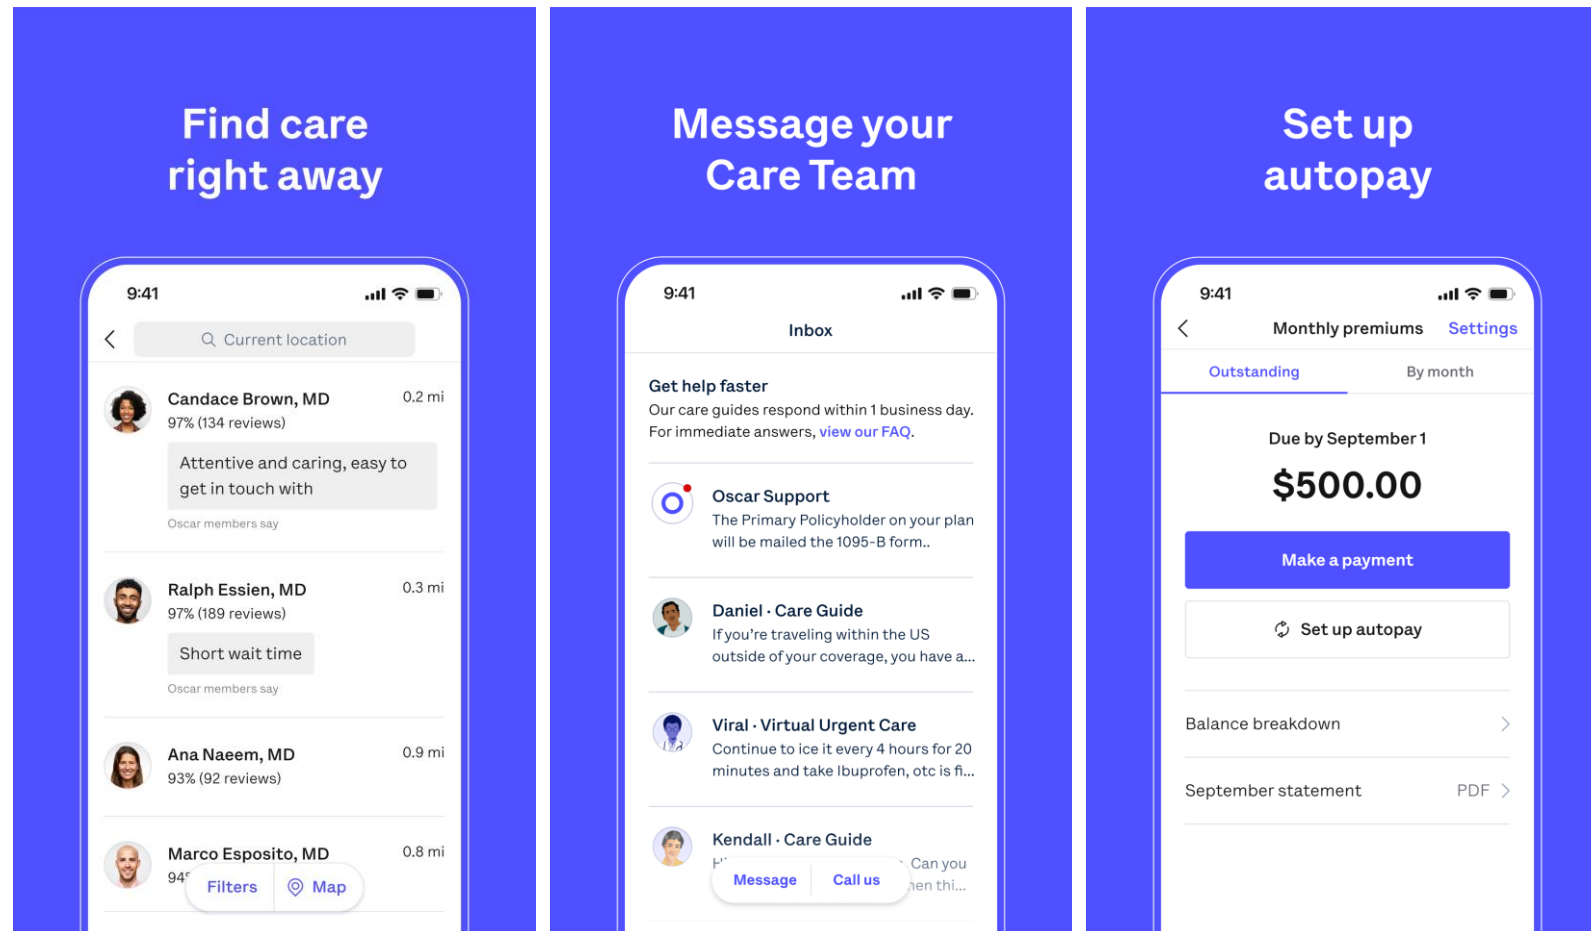 Find care
right away
9:41
Current location
Candace Brown, MD
0.2 mi
97% (134 reviews)
Attentive and caring, easy to
get in touch with
Oscar members say
Ralph Essien, MD
0.3 mi
97% (189 reviews)
Short wait time
Oscar members say
Ana Naeem, MD
0.9 mi
93% (92 reviews)
Marco Esposito, MD
0.8 mi
Filters
Map
Message your
Care Team
9:41
Inbox
Get help faster
Our care guides respond within 1 business day.
For immediate answers, view our FAQ.
Oscar Support
The Primary Policyholder on your plan
will be mailed the 1095-B form..
Daniel · Care Guide
If you're traveling within the US
outside of your coverage, you have a...
Viral · Virtual Urgent Care
Continue to ice it every 4 hours for 20
minutes and take Ibuprofen, otc is fi...
Kendall · Care Guide
Can you
thi...
Message
Call us
Set up
autopay
9:41
Monthly premiums
Settings
Outstanding
By month
Due by September 1
$500.00
Make a payment
Set up autopay
Balance breakdown
September statement
PDF